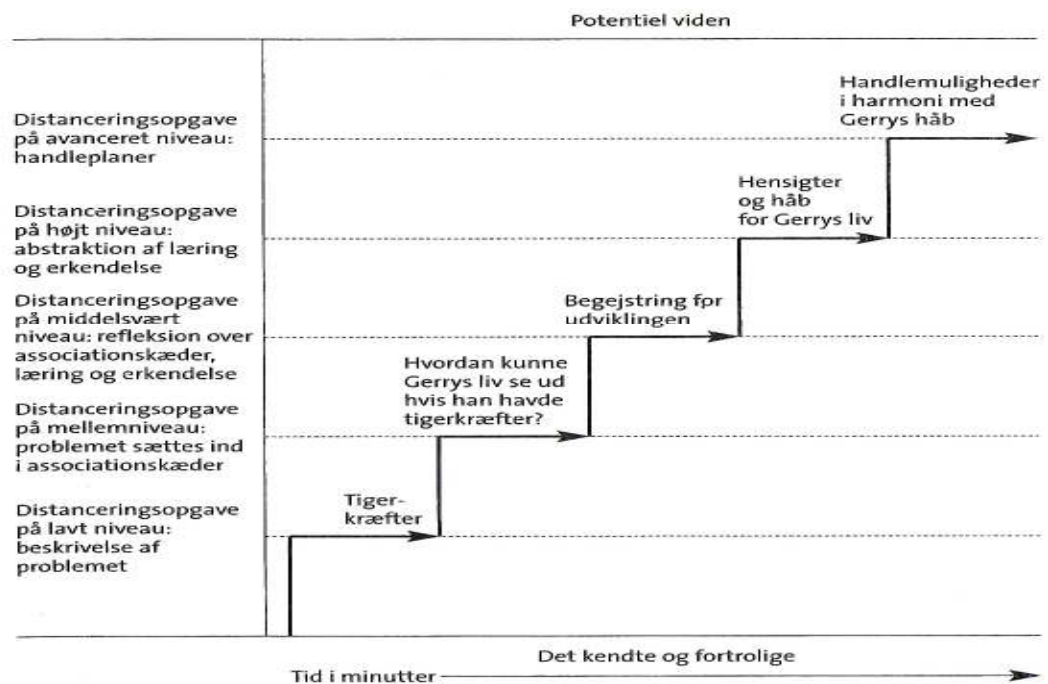 Potentiel viden
Handlemuligheder
i harmoni med
Gerrys håb
Distanceringsopgave
på avanceret niveau:
handleplaner
Hensigter
og håb
for Gerrys liv
Distanceringsopgave
på højt niveau:
abstraktion af læring
og erkendelse
Begejstring for
udviklingen
Distanceringsopgave
på middelsvært
niveau: refleksion over
associationskæder,
læring og erkendelse
Hvordan kunne
Gerrys liv se ud
hvis han havde
tigerkræfter?
Distanceringsopgave
på mellemniveau:
problemet sættes ind
i associationskæder
Tiger-
kræfter
Distanceringsopgave
på lavt niveau:
beskrivelse af
problemet
Det kendte og fortrolige
Tid i minutter